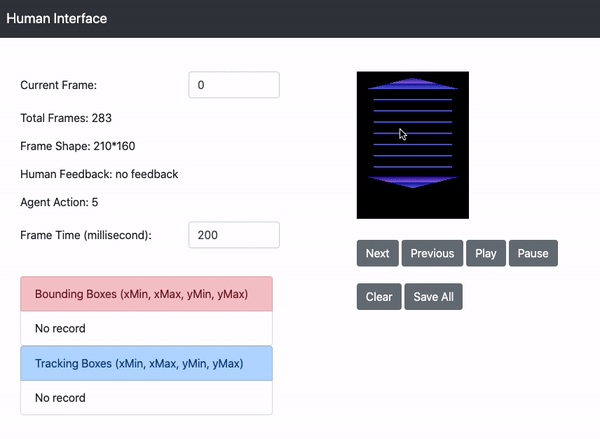 Human Interface
Current Frame:
0
Total Frames: 283
Frame Shape: 210*160
Human Feedback: no feedback
Agent Action: 5
Frame Time (millisecond):
200
Bounding Boxes (xMin, xMax, yMin, yMax)
No record
Tracking Boxes (xMin, xMax, yMin, yMax)
No record
Next Previous Play Pause
Clear Save All